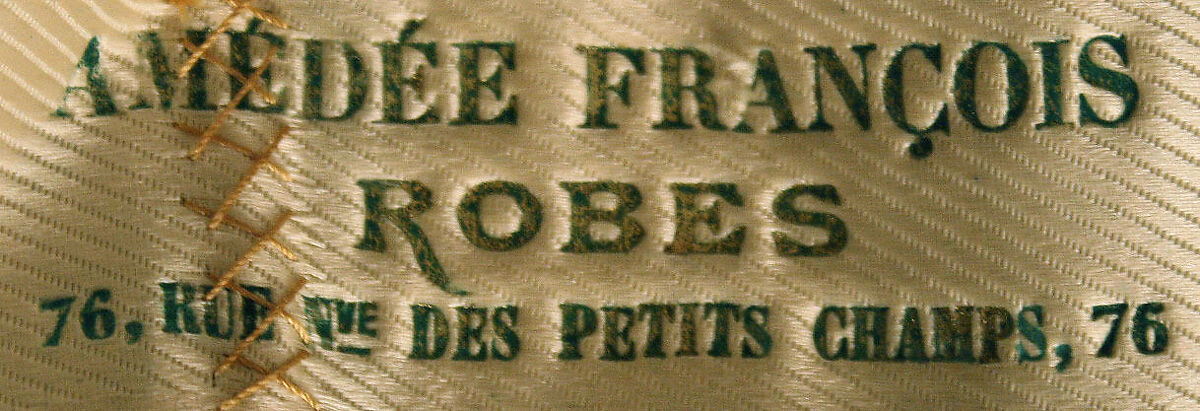 AMÉDÉE FRANÇOIS
ROBES
76, RUE NVE DES PETITS CHAMPS, 76